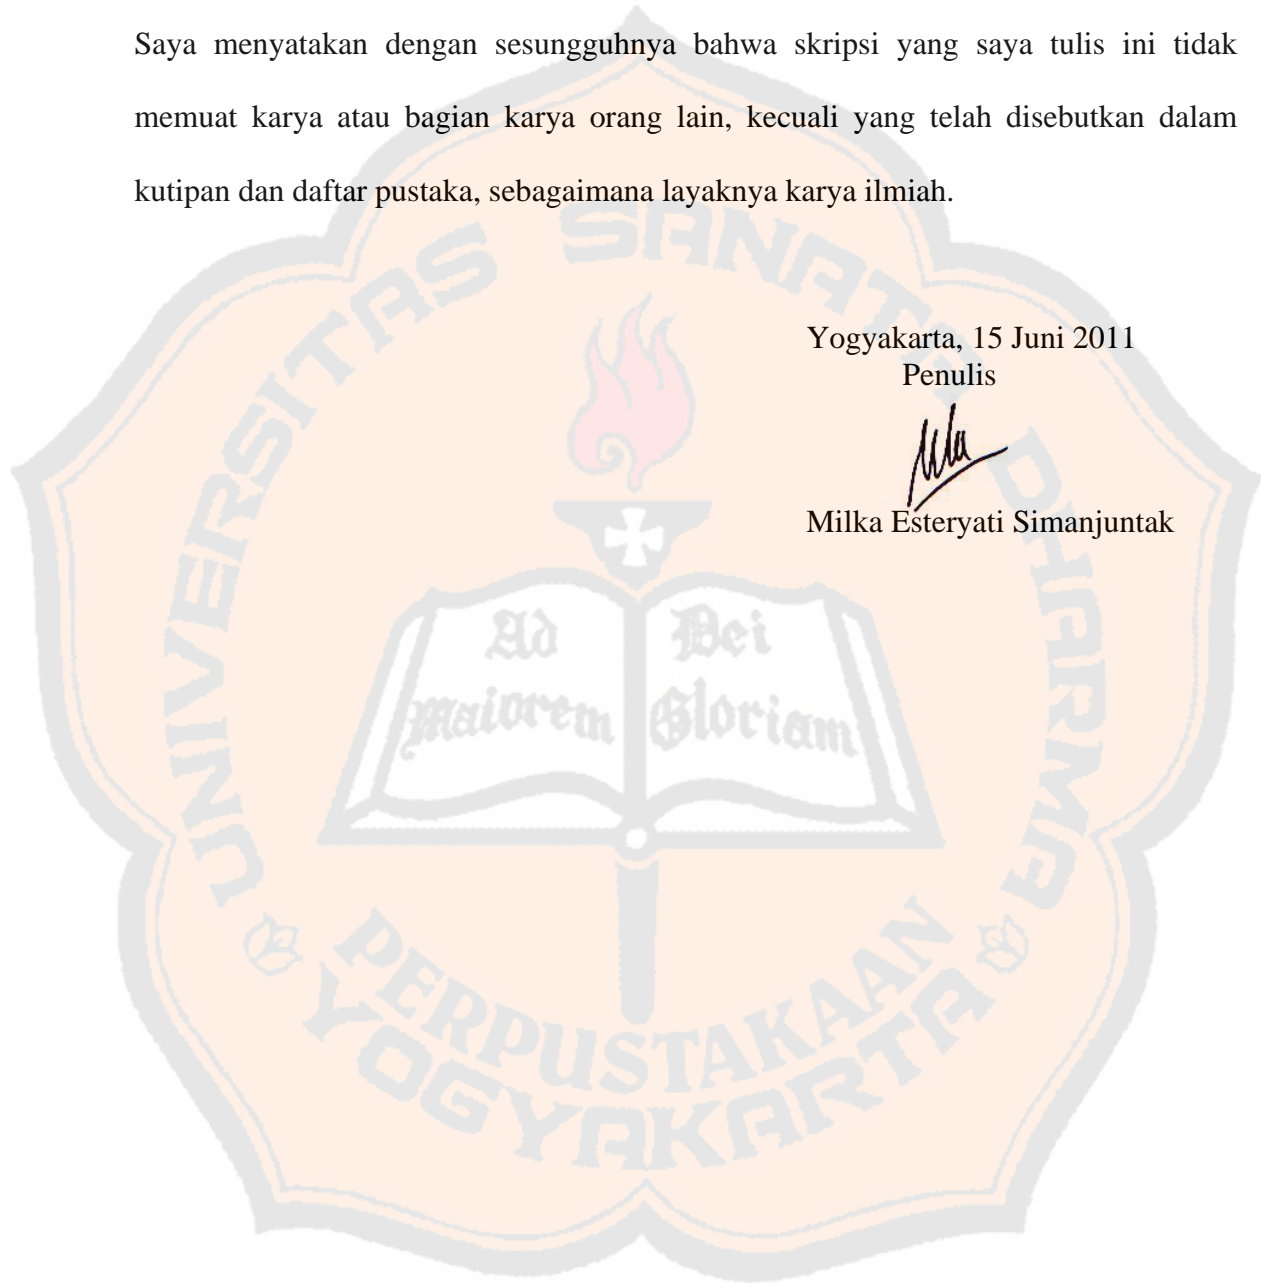 Saya menyatakan dengan sesungguhnya bahwa skripsi yang saya tulis ini tidak
memuat karya atau bagian karya orang lain, kecuali yang telah disebutkan dalam
kutipan dan daftar pustaka, sebagaimana layaknya karya ilmiah.
Yogyakarta, 15 Juni 2011
Penulis
Milka Esteryati Simanjuntak
UNIVERSITAS SANATA DHARMA
Ad Dei
maiorem Gloriam
PERPUSTAKAAN
YOGYAKARTA